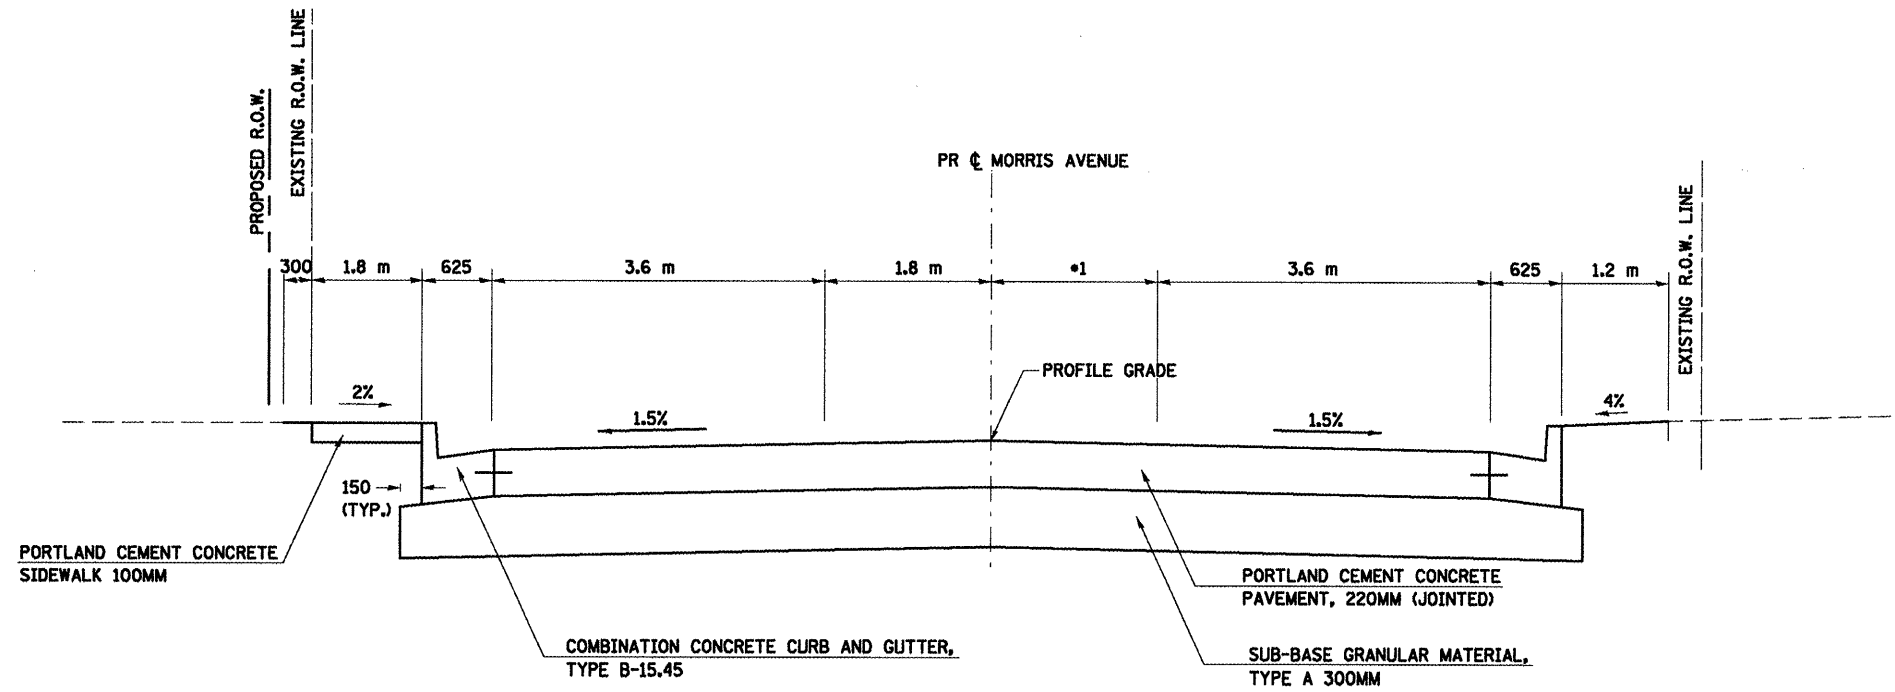 PROPOSED R.O.W.
EXISTING R.O.W. LINE
PR ℄ MORRIS AVENUE
EXISTING R.O.W. LINE
300 1.8 m 625 3.6 m 1.8 m •1 3.6 m 625 1.2 m
PROFILE GRADE
2%
1.5%
1.5%
4%
150
(TYP.)
PORTLAND CEMENT CONCRETE
SIDEWALK 100MM
PORTLAND CEMENT CONCRETE
PAVEMENT, 220MM (JOINTED)
COMBINATION CONCRETE CURB AND GUTTER,
TYPE B-15.45
SUB-BASE GRANULAR MATERIAL,
TYPE A 300MM